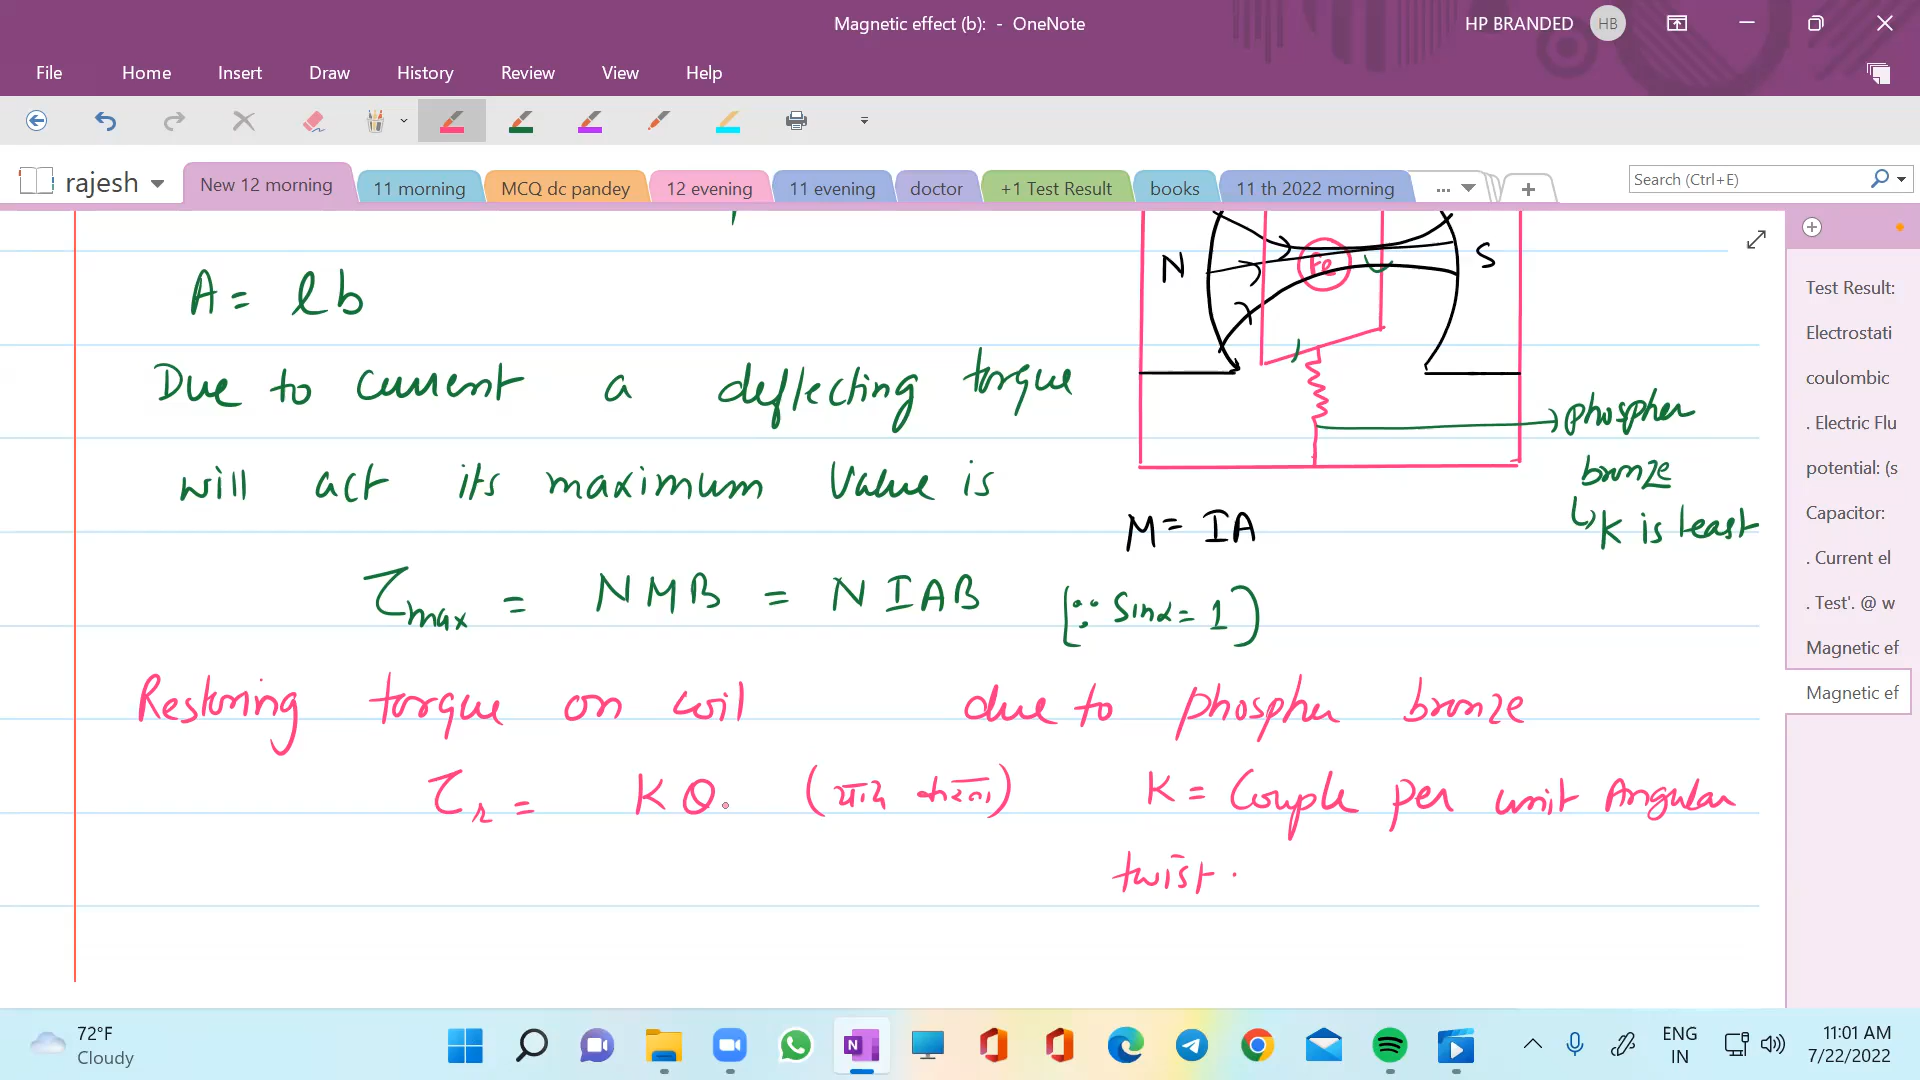 Magnetic effect (b): - OneNote
HP BRANDED HB
File Home Insert Draw History Review View Help
rajesh New 12 morning 11 morning MCQ dc pandey 12 evening 11 evening doctor +1 Test Result books 11 th 2022 morning ... Search (Ctrl+E)
N Fe S
A = lb
Due to current a deflecting torque
will act its maximum value is
phospher
bronze
K is least
M = IA
τmax = NMB = NIAB [∵ Sinα = 1)
Restoring torque on coil due to phospher bronze
τr = Kθ. ( ) K = Couple per unit Angular
twist .
Test Result:
Electrostati
coulombic
. Electric Flu
potential: (s
Capacitor:
. Current el
. Test'. @ w
Magnetic ef
Magnetic ef
72°F
Cloudy
ENG
IN
11:01 AM
7/22/2022